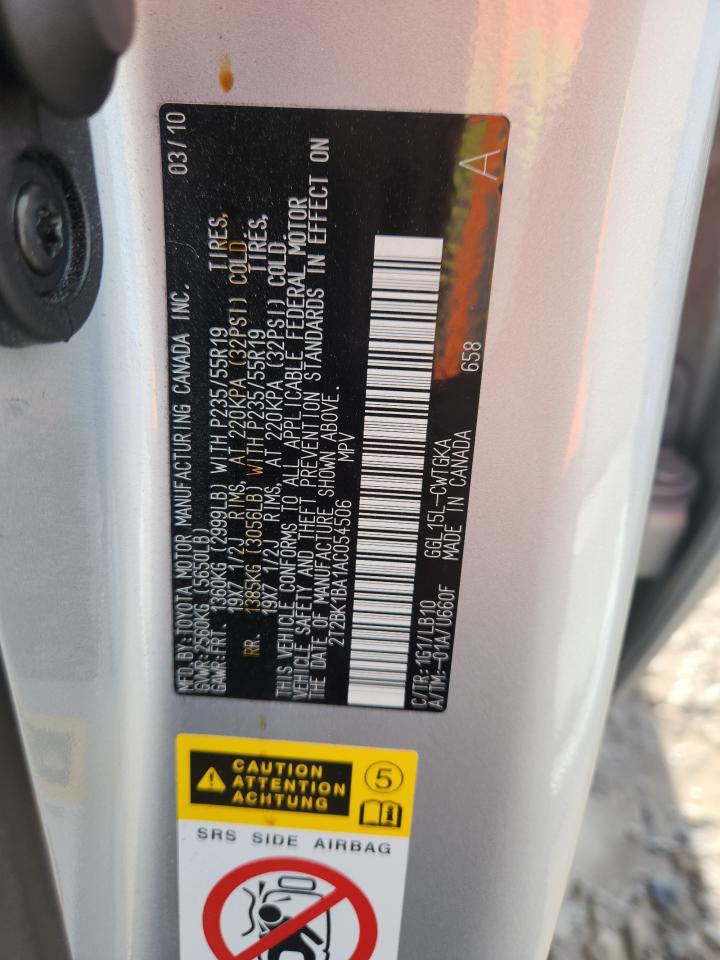 MFD.BY:TOYOTA MOTOR MANUFACTURING CANADA INC. 03/10
GVWR:2560KG(5650LB)
GAWR:FRT 1360KG(2999LB) WITH P235/55R19 TIRES,
19X7 1/2J RIMS, AT 220KPA (32PSI) COLD.
RR. 1385KG(3056LB) WITH P235/55R19 TIRES,
19X7 1/2J RIMS, AT 220KPA (32PSI) COLD.
THIS VEHICLE CONFORMS TO ALL APPLICABLE FEDERAL MOTOR
VEHICLE SAFETY AND THEFT PREVENTION STANDARDS IN EFFECT ON
THE DATE OF MANUFACTURE SHOWN ABOVE.
2T2BK1BA1AC054506 MPV
C/TR:1G1/LB10 GGL15L-CWTGKA 658 A
A/TM:-01A/U660F MADE IN CANADA
CAUTION
ATTENTION
ACHTUNG
5
SRS SIDE AIRBAG